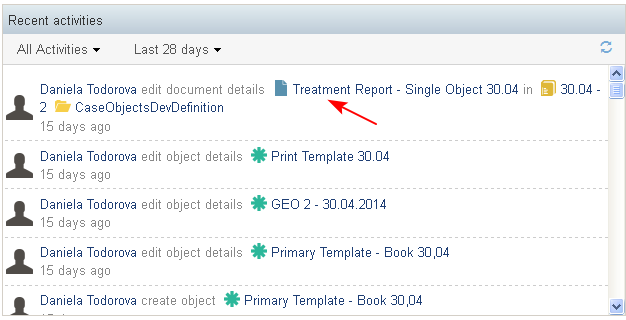 Recent activities
All Activities Last 28 days
Daniela Todorova edit document details Treatment Report - Single Object 30.04 in 30.04 -
2 CaseObjectsDevDefinition
15 days ago
Daniela Todorova edit object details Print Template 30.04
15 days ago
Daniela Todorova edit object details GEO 2 - 30.04.2014
15 days ago
Daniela Todorova edit object details Primary Template - Book 30,04
15 days ago
Daniela Todorova create object Primary Template - Book 30,04
15 days ago